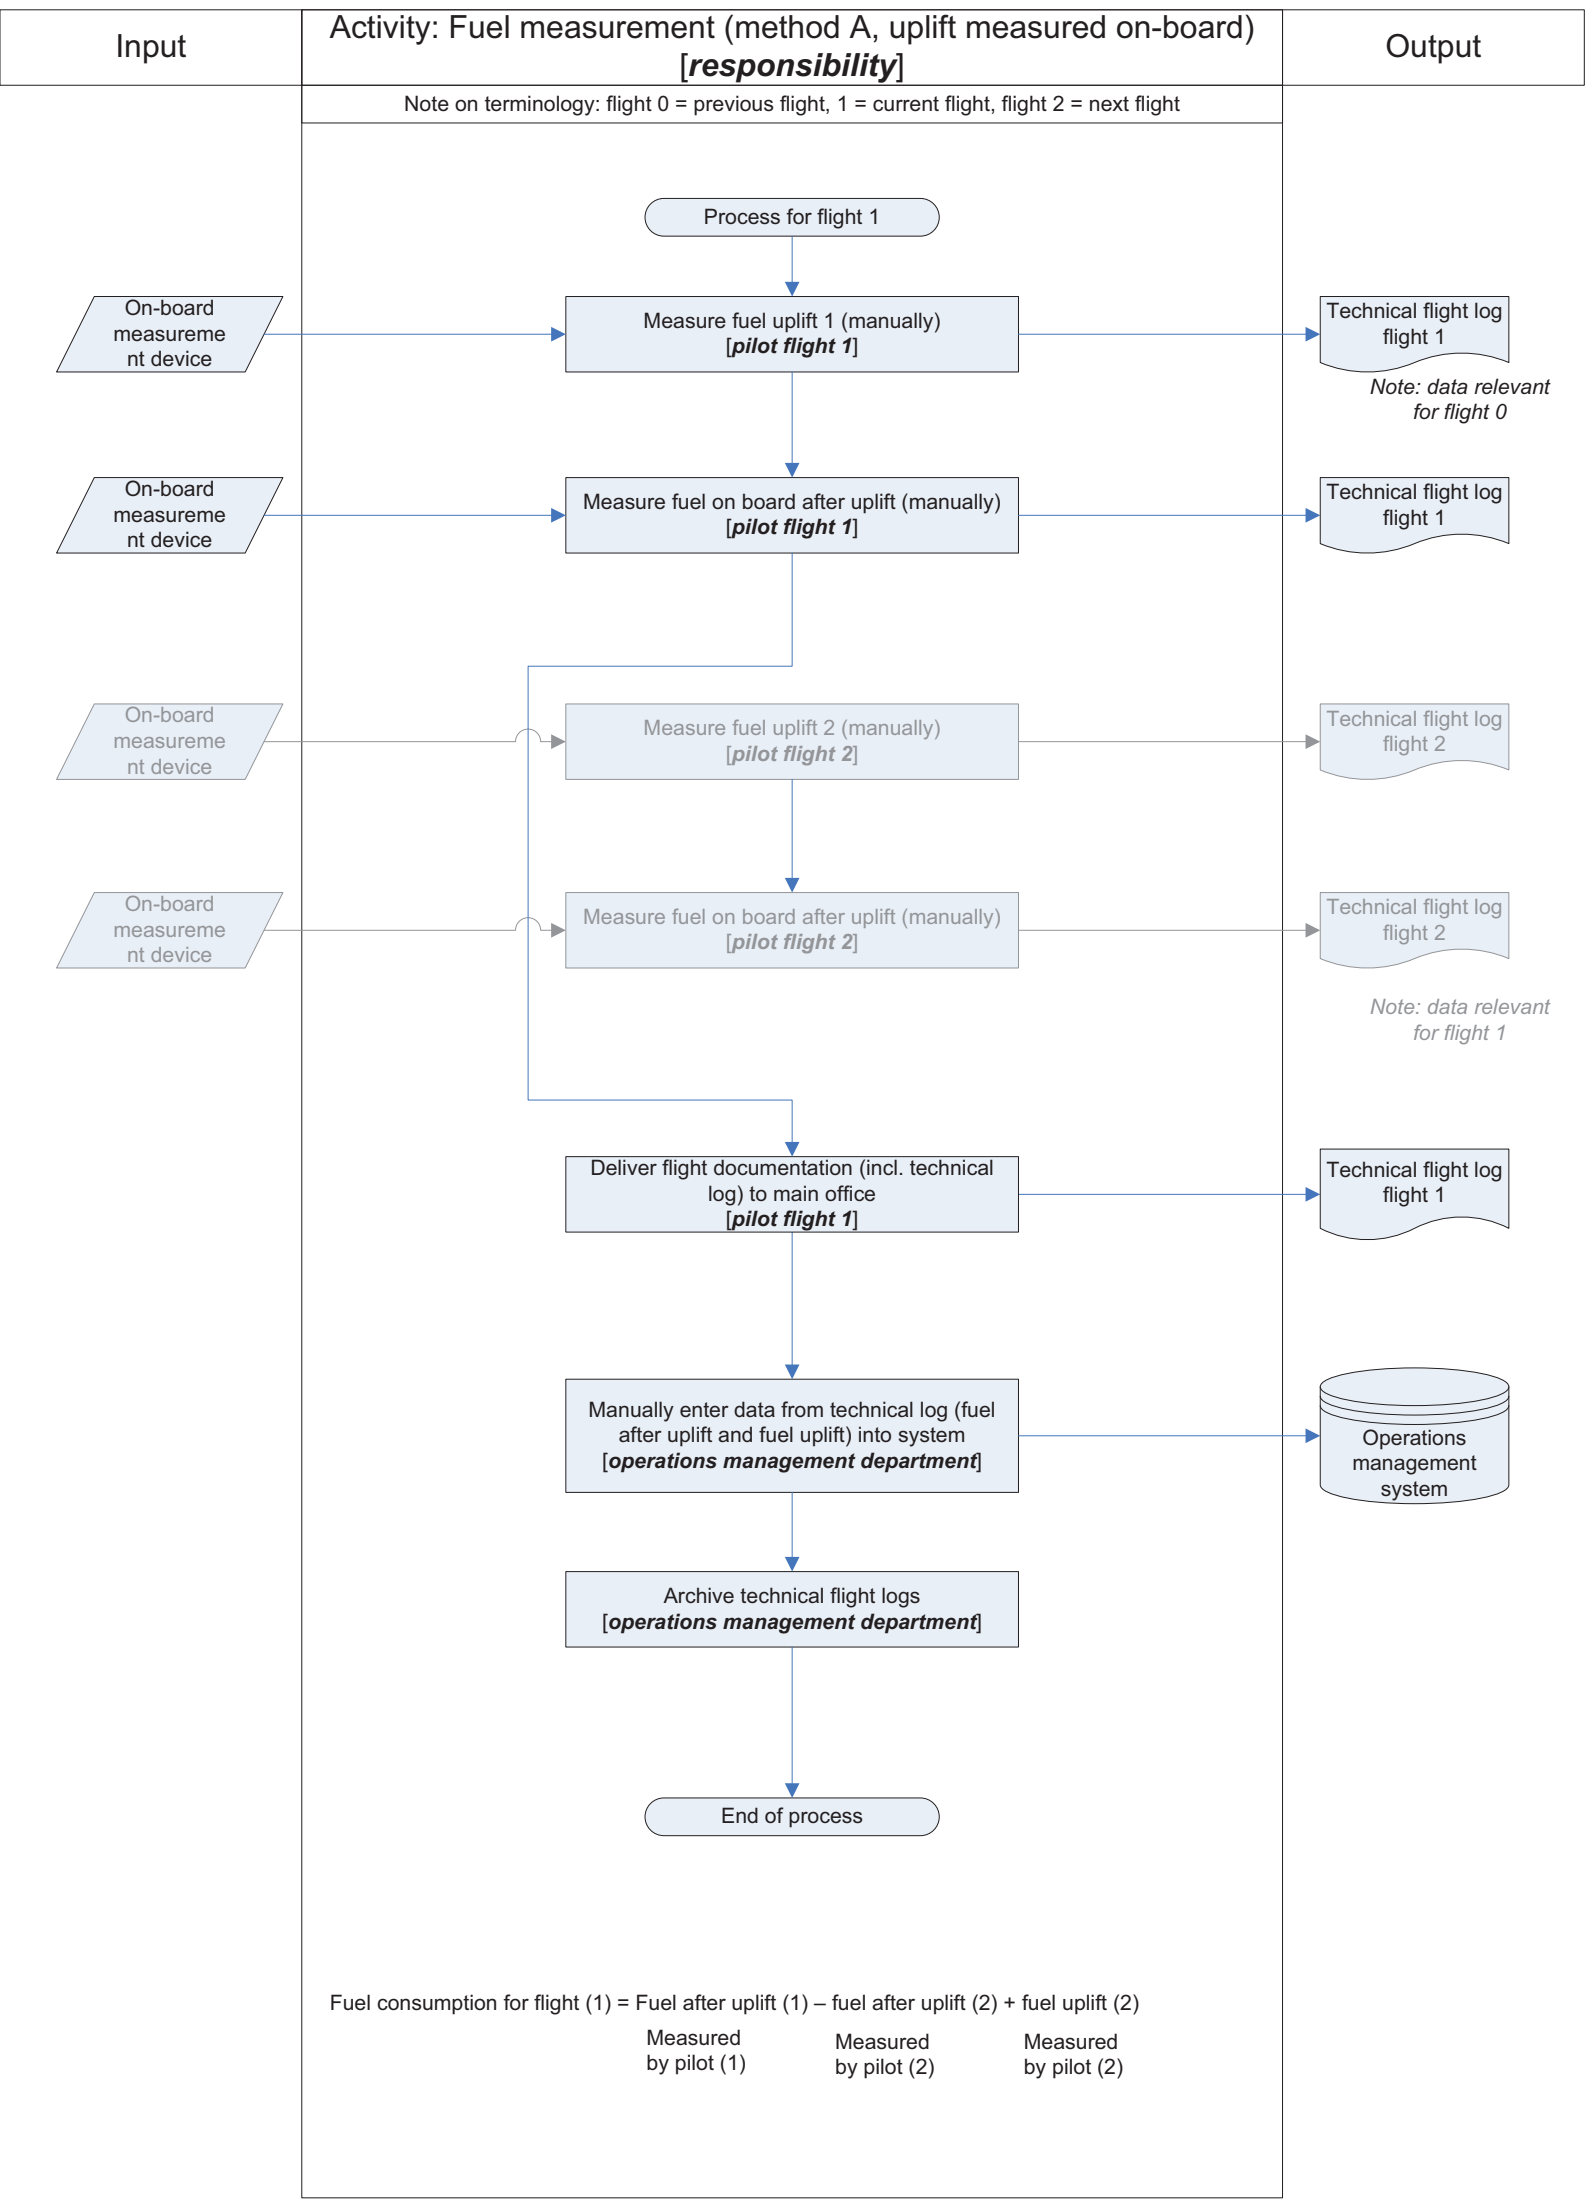 Input
Activity: Fuel measurement (method A, uplift measured on-board)
[responsibility]
Output
Note on terminology: flight 0 = previous flight, 1 = current flight, flight 2 = next flight
Process for flight 1
On-board
measureme
nt device
Measure fuel uplift 1 (manually)
[pilot flight 1]
Technical flight log
flight 1
Note: data relevant
for flight 0
On-board
measureme
nt device
Measure fuel on board after uplift (manually)
[pilot flight 1]
Technical flight log
flight 1
On-board
measureme
nt device
Measure fuel uplift 2 (manually)
[pilot flight 2]
Technical flight log
flight 2
On-board
measureme
nt device
Measure fuel on board after uplift (manually)
[pilot flight 2]
Technical flight log
flight 2
Note: data relevant
for flight 1
Deliver flight documentation (incl. technical
log) to main office
[pilot flight 1]
Technical flight log
flight 1
Manually enter data from technical log (fuel
after uplift and fuel uplift) into system
[operations management department]
Operations
management
system
Archive technical flight logs
[operations management department]
End of process
Fuel consumption for flight (1) = Fuel after uplift (1) – fuel after uplift (2) + fuel uplift (2)
Measured
by pilot (1)
Measured
by pilot (2)
Measured
by pilot (2)